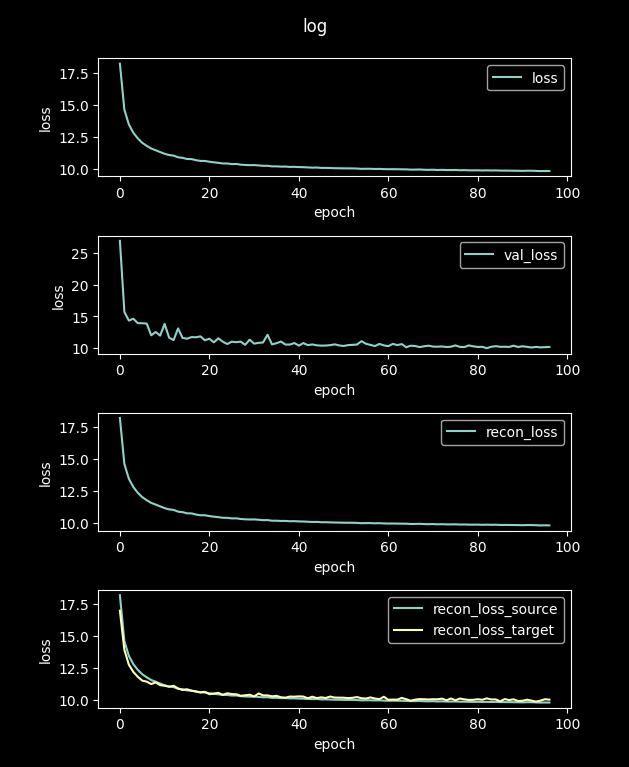 log
17.5
15.0
12.5
10.0
loss
loss
0 20 40 60 80 100
epoch
25
20
15
10
loss
val_loss
0 20 40 60 80 100
epoch
17.5
15.0
12.5
10.0
loss
recon_loss
0 20 40 60 80 100
epoch
17.5
15.0
12.5
10.0
loss
recon_loss_source
recon_loss_target
0 20 40 60 80 100
epoch